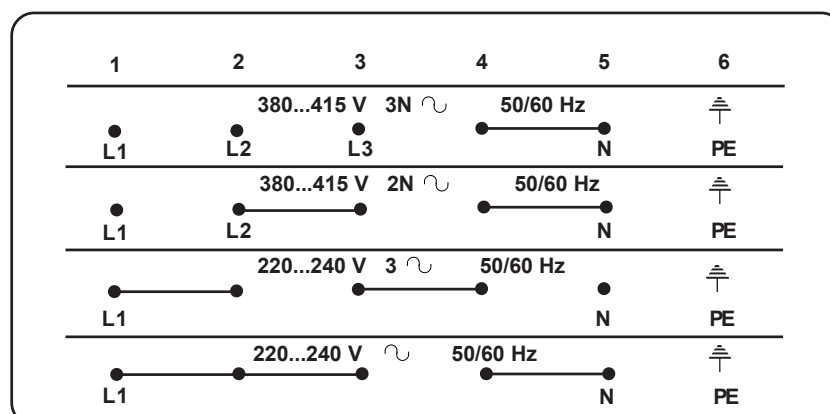 1 2 3 4 5 6
380...415 V 3N 50/60 Hz
L1 L2 L3 N PE
380...415 V 2N 50/60 Hz
L1 L2 N PE
220...240 V 3 50/60 Hz
L1 N PE
220...240 V 50/60 Hz
L1 N PE